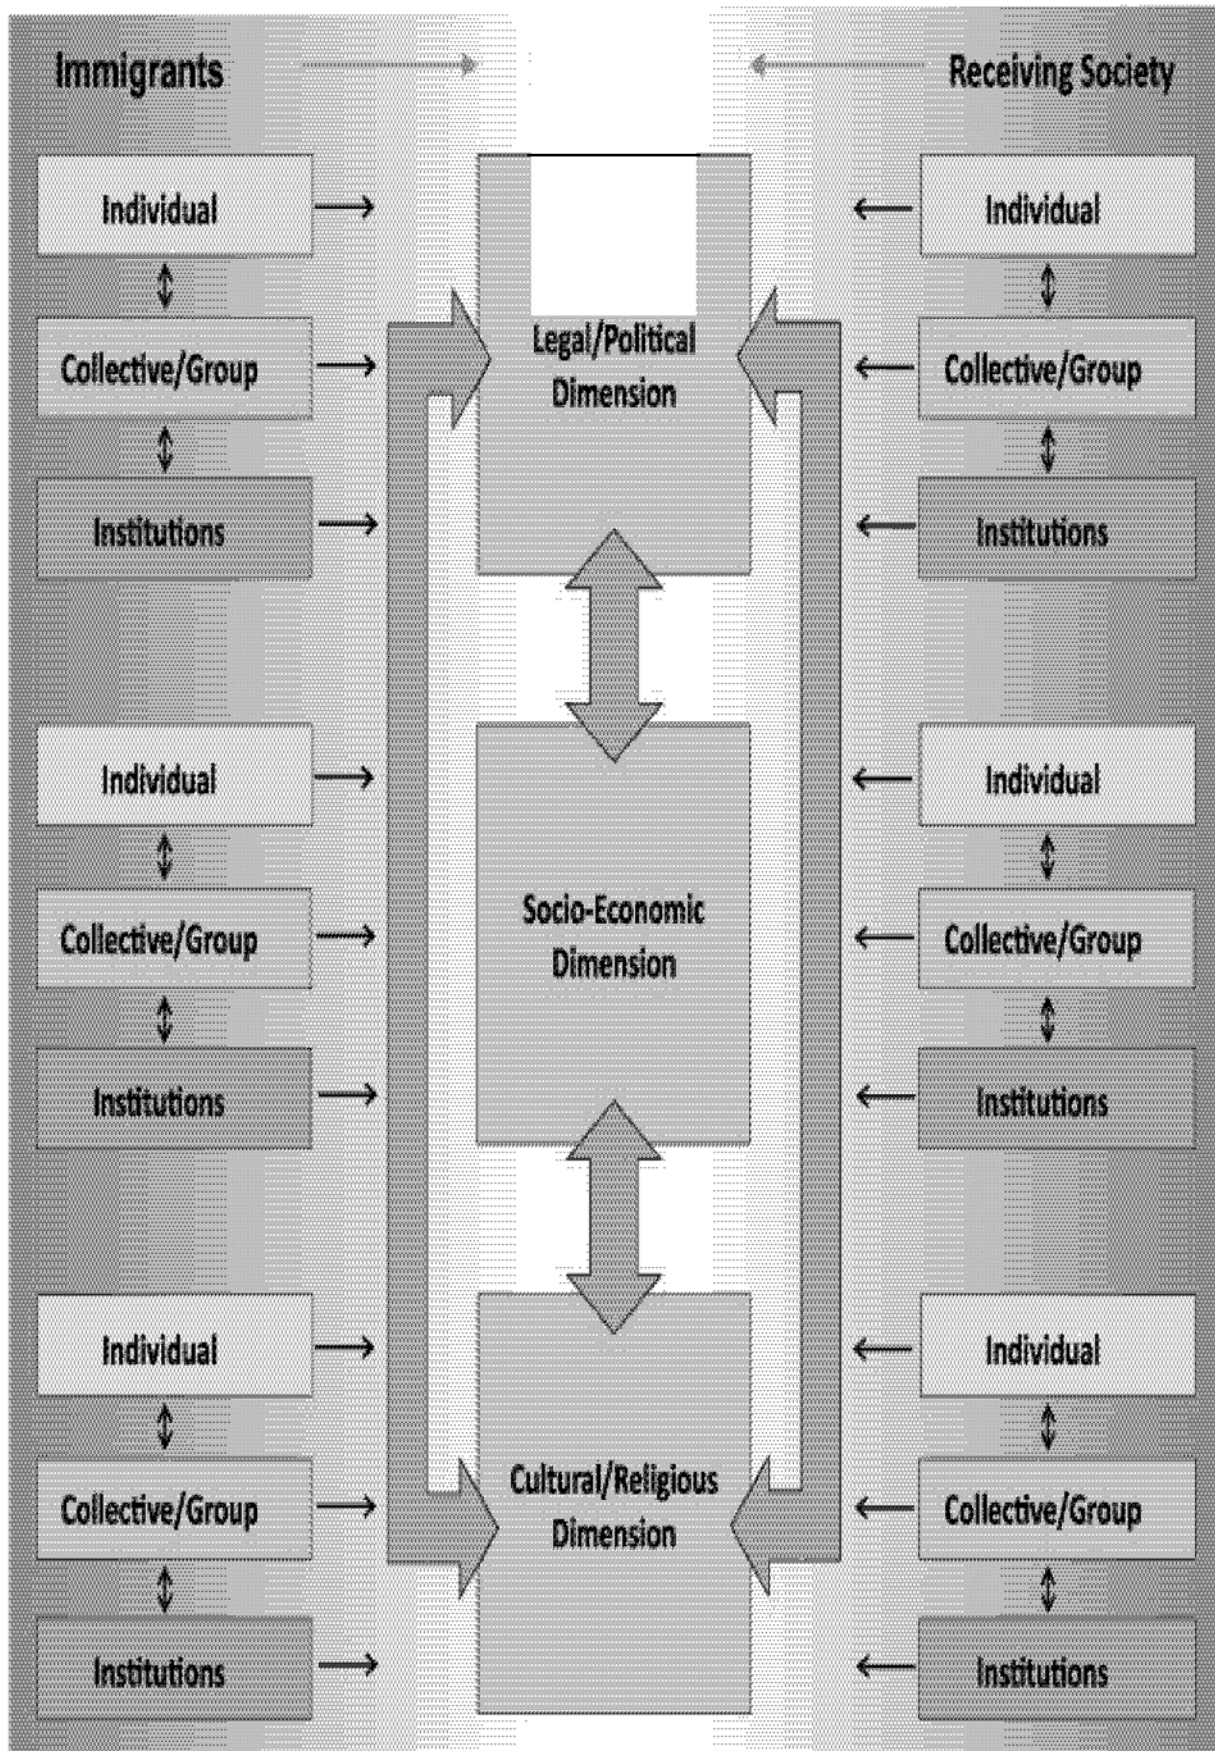 Immigrants
Receiving Society
Individual
Individual
Collective/Group
Legal/Political
Dimension
Collective/Group
Institutions
Institutions
Individual
Individual
Collective/Group
Socio-Economic
Dimension
Collective/Group
Institutions
Institutions
Individual
Individual
Collective/Group
Cultural/Religious
Dimension
Collective/Group
Institutions
Institutions